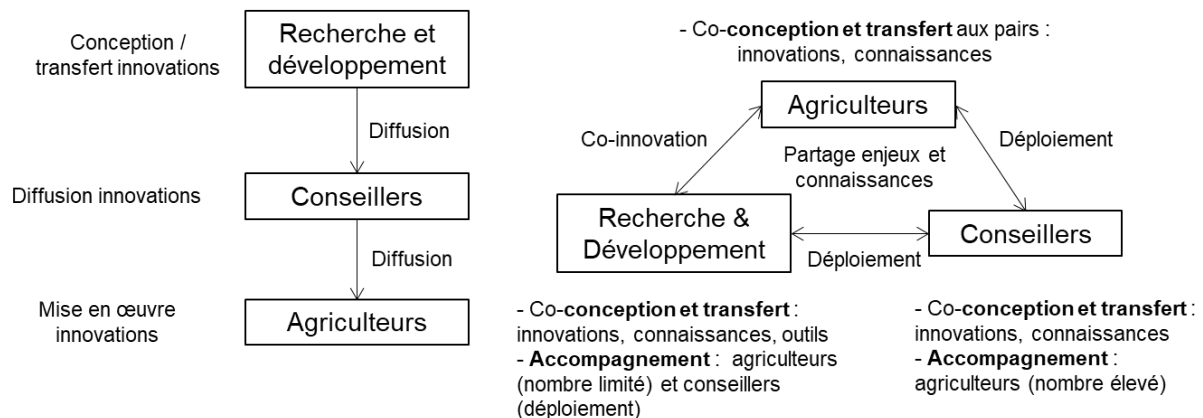 Conception /
transfert innovations
Recherche et
développement
Diffusion
Diffusion innovations
Conseillers
Diffusion
Mise en œuvre
innovations
Agriculteurs
- Co-conception et transfert aux pairs :
innovations, connaissances
Agriculteurs
Co-innovation
Déploiement
Partage enjeux et
connaissances
Recherche &
Développement
Déploiement
Conseillers
- Co-conception et transfert :
innovations, connaissances, outils
- Accompagnement : agriculteurs
(nombre limité) et conseillers
(déploiement)
- Co-conception et transfert :
innovations, connaissances
- Accompagnement :
agriculteurs (nombre élevé)